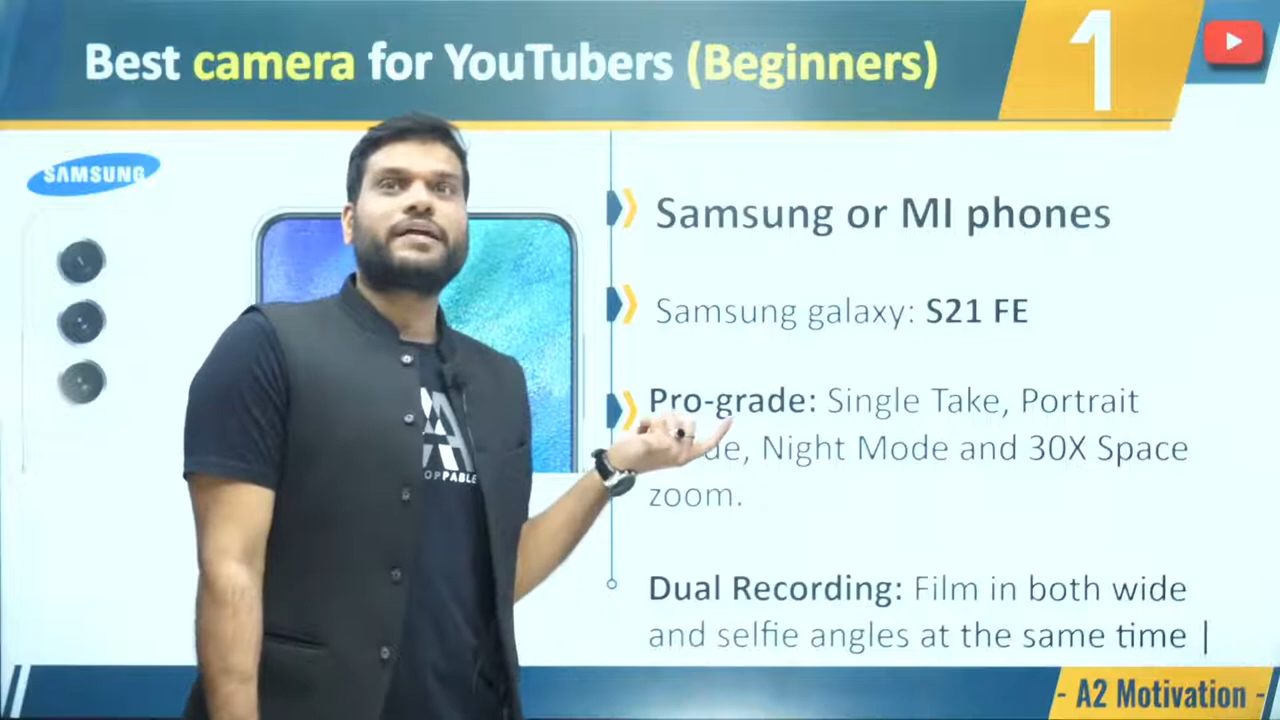 Best camera for YouTubers (Beginners)
1
SAMSUNG
Samsung or MI phones
Samsung galaxy: S21 FE
Pro-grade: Single Take, Portrait
Night Mode and 30X Space
zoom.
Dual Recording: Film in both wide
and selfie angles at the same time |
A
OPPABLE
- A2 Motivation -